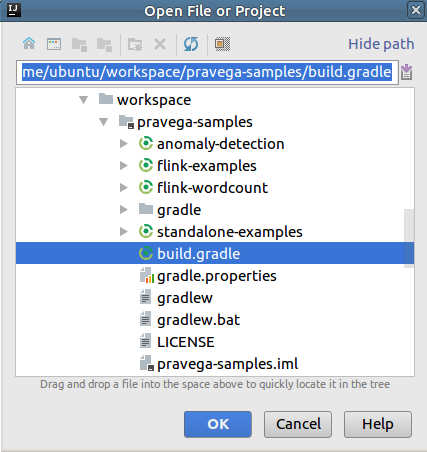 IJ
Open File or Project
Hide path
me/ubuntu/workspace/pravega-samples/build.gradle
workspace
pravega-samples
anomaly-detection
flink-examples
flink-wordcount
gradle
standalone-examples
build.gradle
gradle.properties
gradlew
gradlew.bat
LICENSE
pravega-samples.iml
Drag and drop a file into the space above to quickly locate it in the tree
OK
Cancel
Help